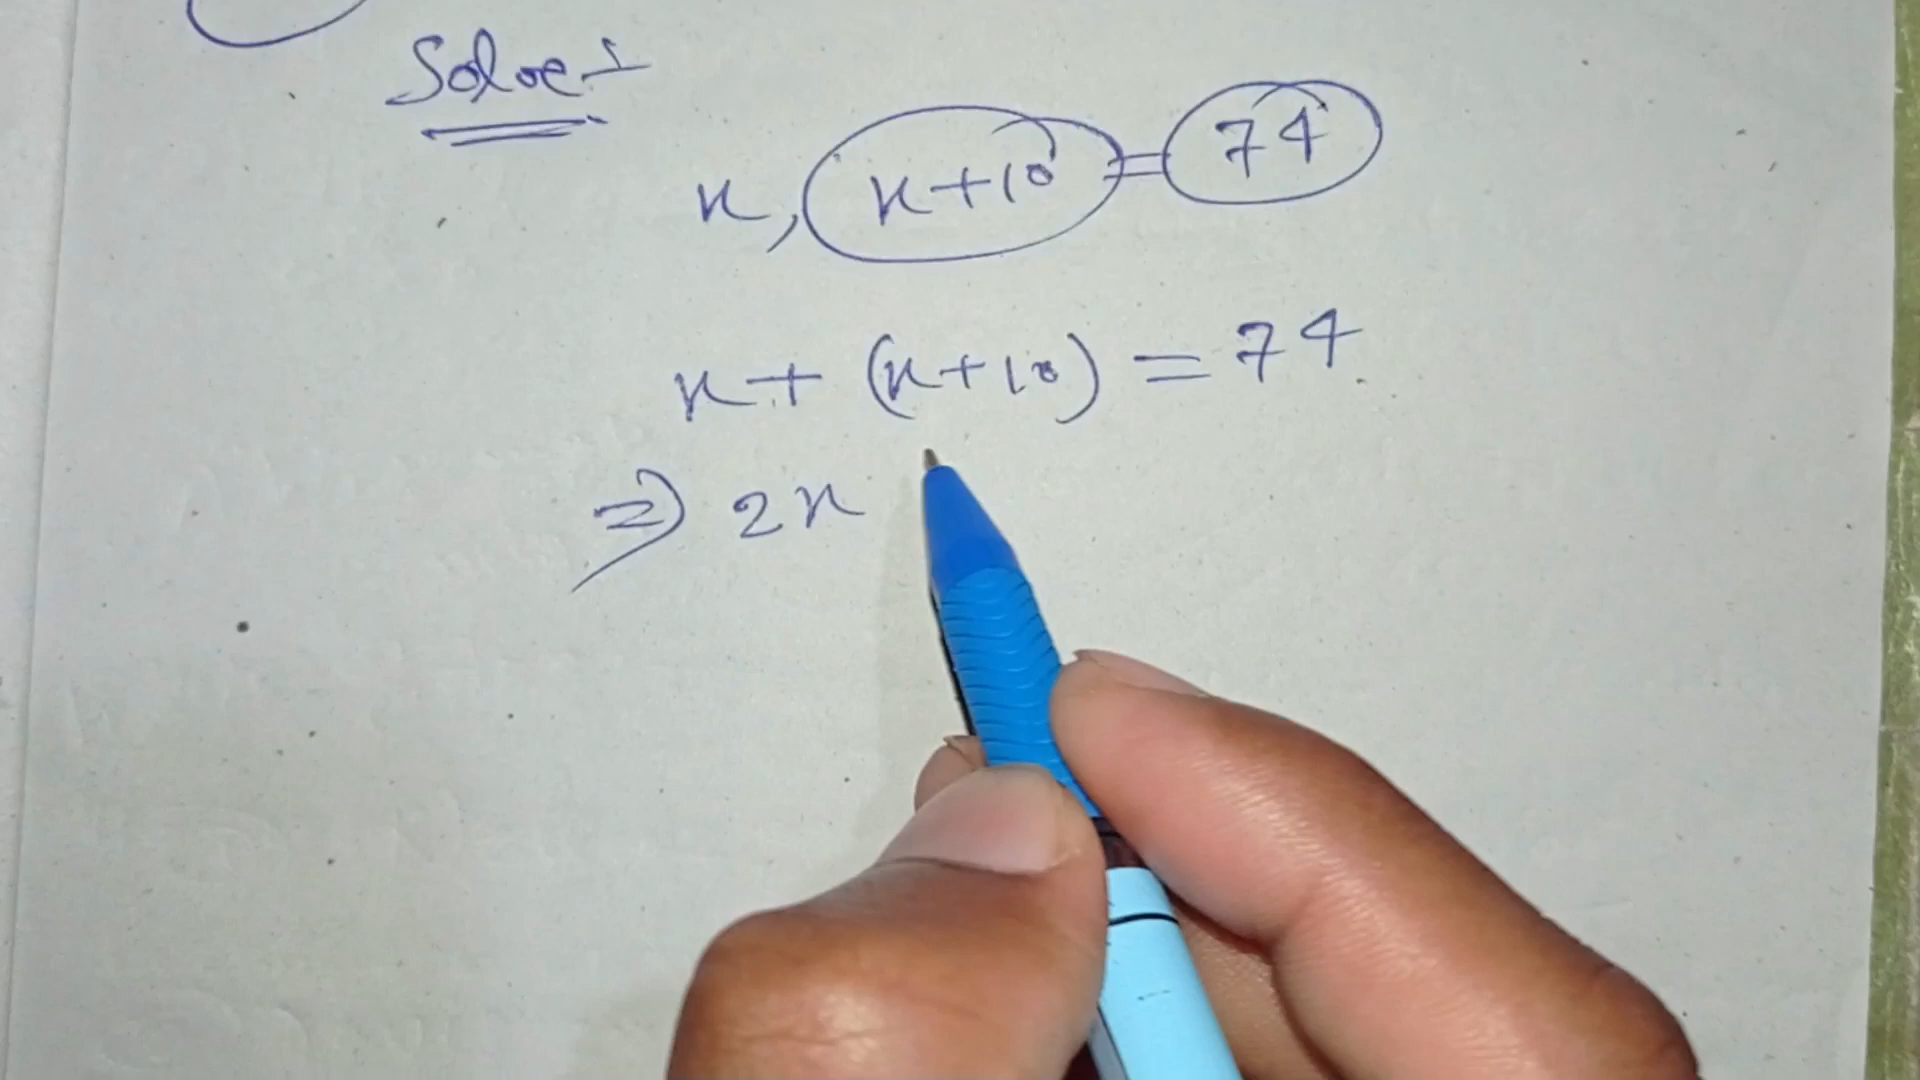 Solve:-
x, x+10 = 74
x + (x+10) = 74
⇒ 2x